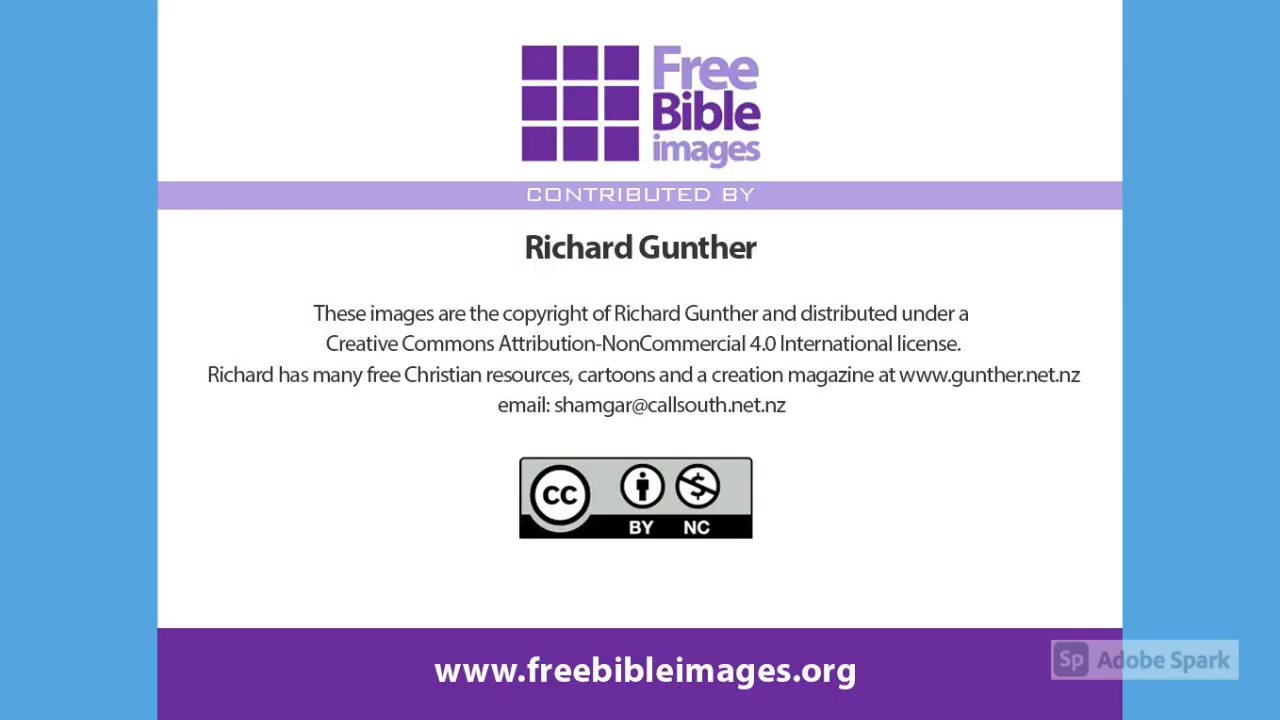 Free
Bible
images
CONTRIBUTED BY
Richard Gunther
These images are the copyright of Richard Gunther and distributed under a
Creative Commons Attribution-NonCommercial 4.0 International license.
Richard has many free Christian resources, cartoons and a creation magazine at www.gunther.net.nz
email: shamgar@callsouth.net.nz
CC
BY NC
www.freebibleimages.org
Sp Adobe Spark